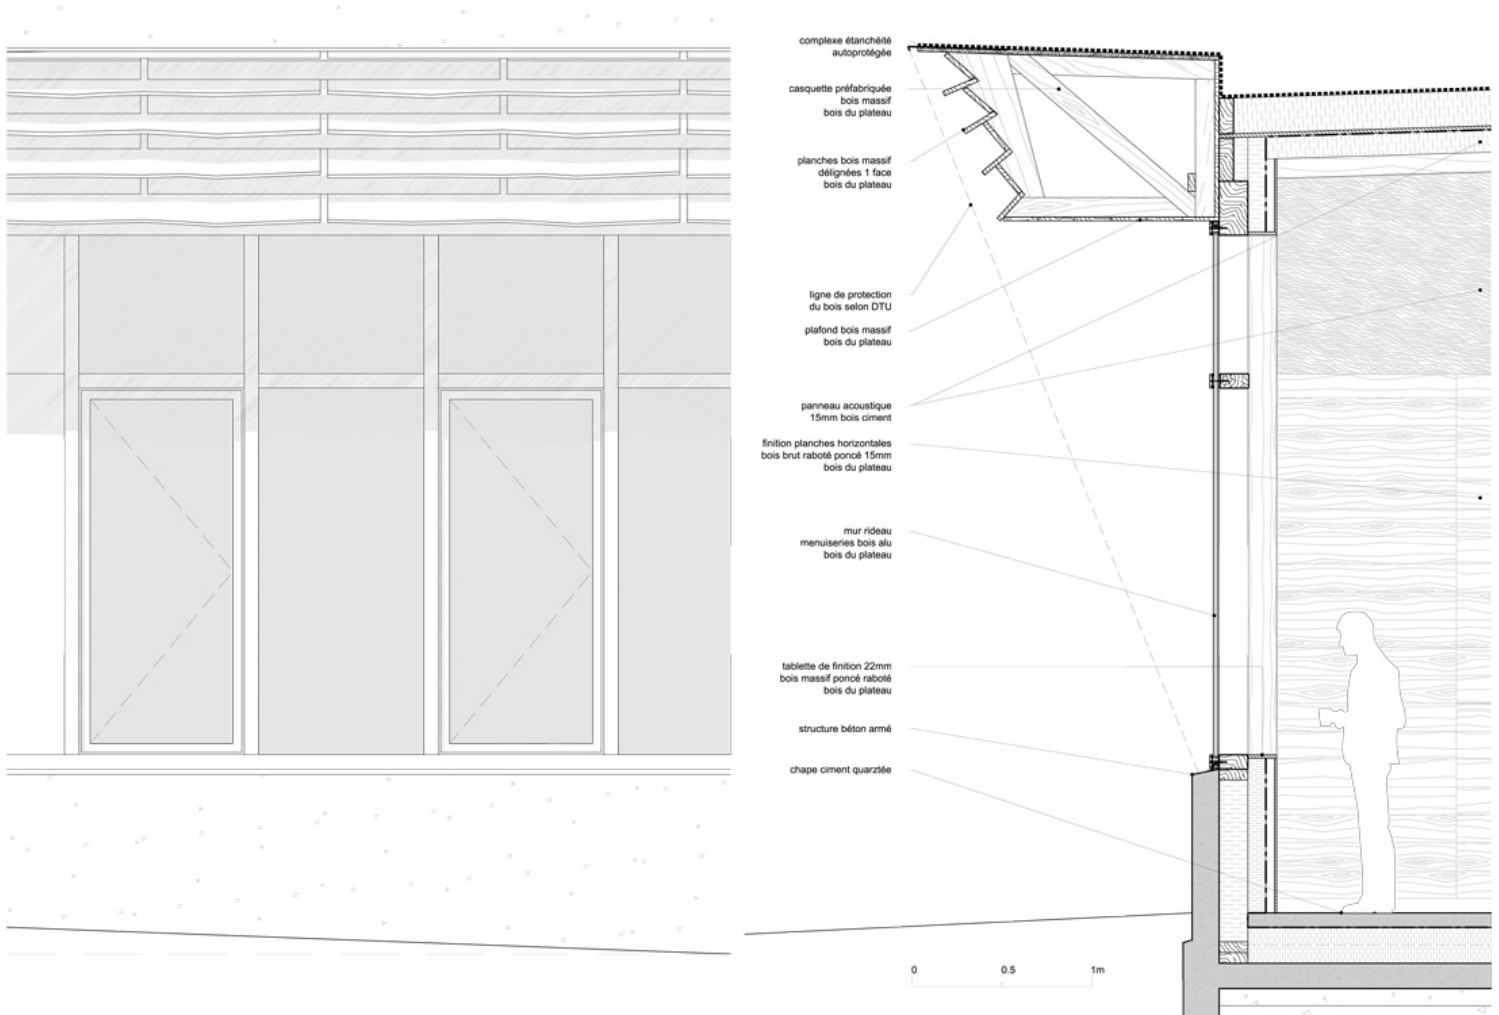 complexe étanchéité
autoprotégée
casquette préfabriquée
bois massif
bois du plateau
planches bois massif
délignées 1 face
bois du plateau
ligne de protection
du bois selon DTU
plafond bois massif
bois du plateau
panneau acoustique
15mm bois ciment
finition planches horizontales
bois brut raboté poncé 15mm
bois du plateau
mur rideau
menuiseries bois alu
bois du plateau
tablette de finition 22mm
bois massif poncé raboté
bois du plateau
structure béton armé
chape ciment quarztée
0 0.5 1m